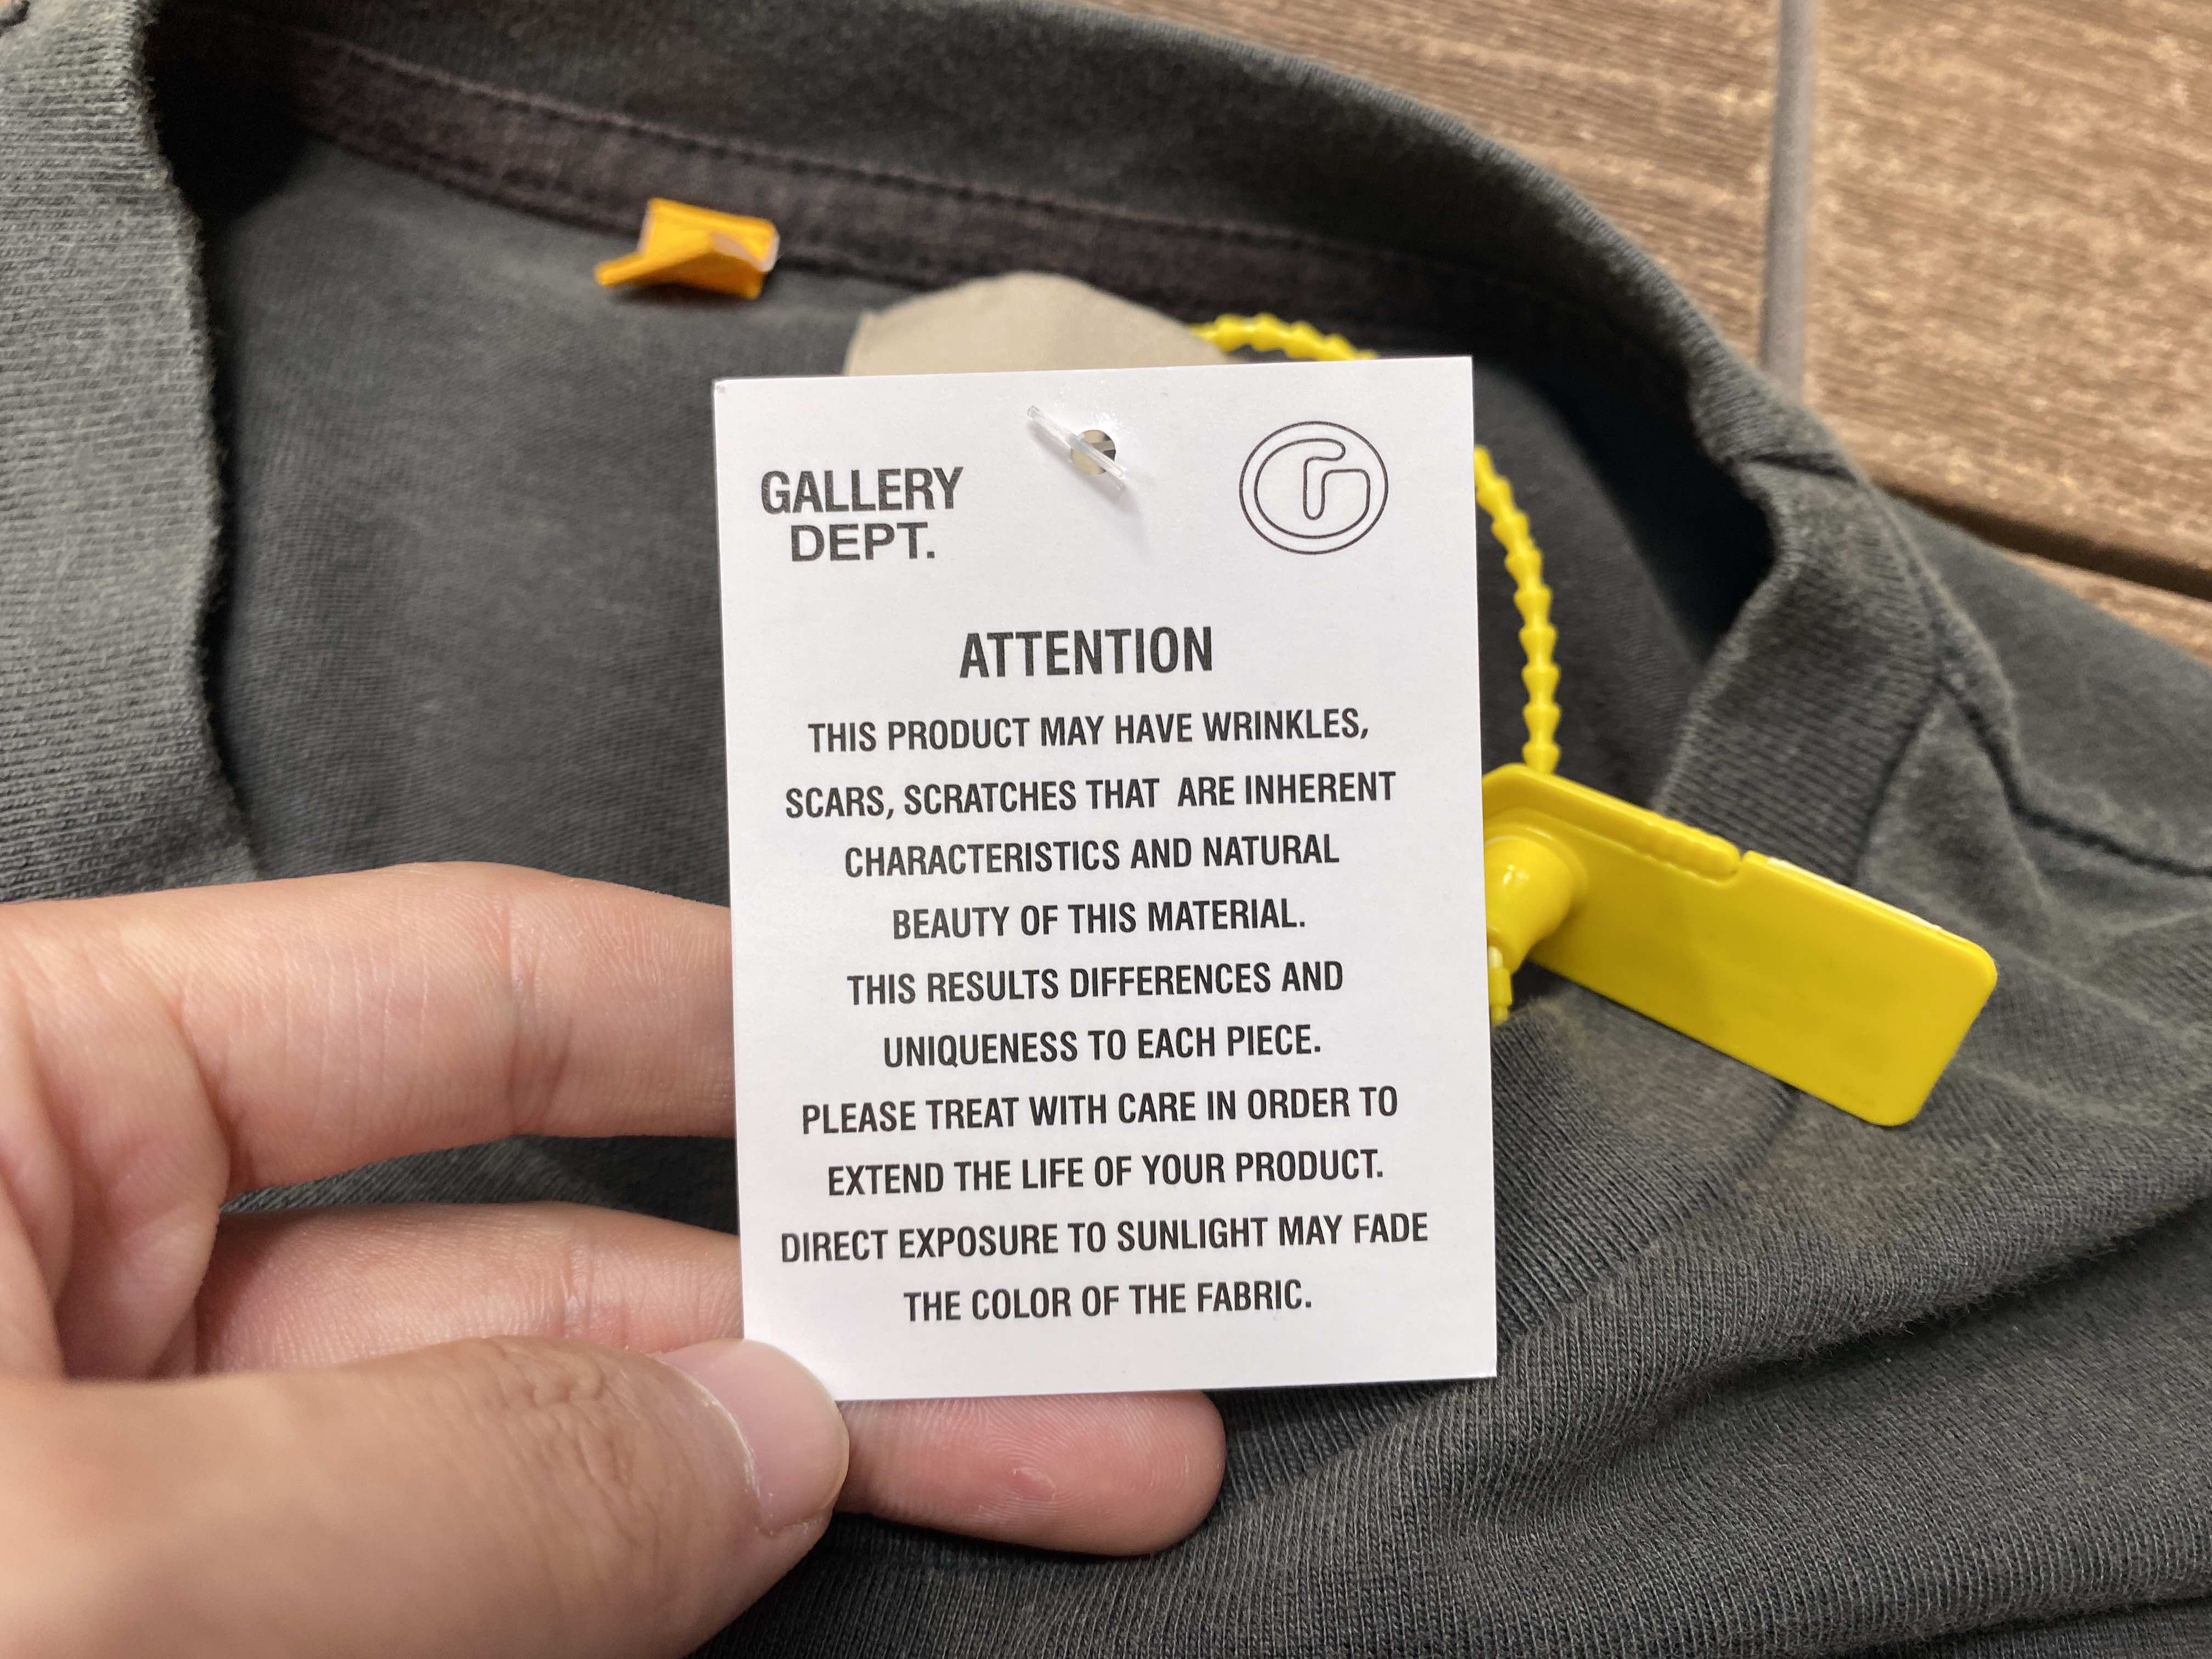 GALLERY
DEPT.
ATTENTION
THIS PRODUCT MAY HAVE WRINKLES,
SCARS, SCRATCHES THAT  ARE INHERENT
CHARACTERISTICS AND NATURAL
BEAUTY OF THIS MATERIAL.
THIS RESULTS DIFFERENCES AND
UNIQUENESS TO EACH PIECE.
PLEASE TREAT WITH CARE IN ORDER TO
EXTEND THE LIFE OF YOUR PRODUCT.
DIRECT EXPOSURE TO SUNLIGHT MAY FADE
THE COLOR OF THE FABRIC.